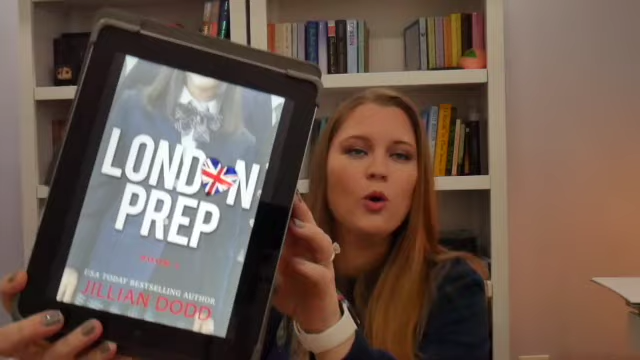 LONDON
PREP
USA TODAY BESTSELLING AUTHOR
JILLIAN DODD